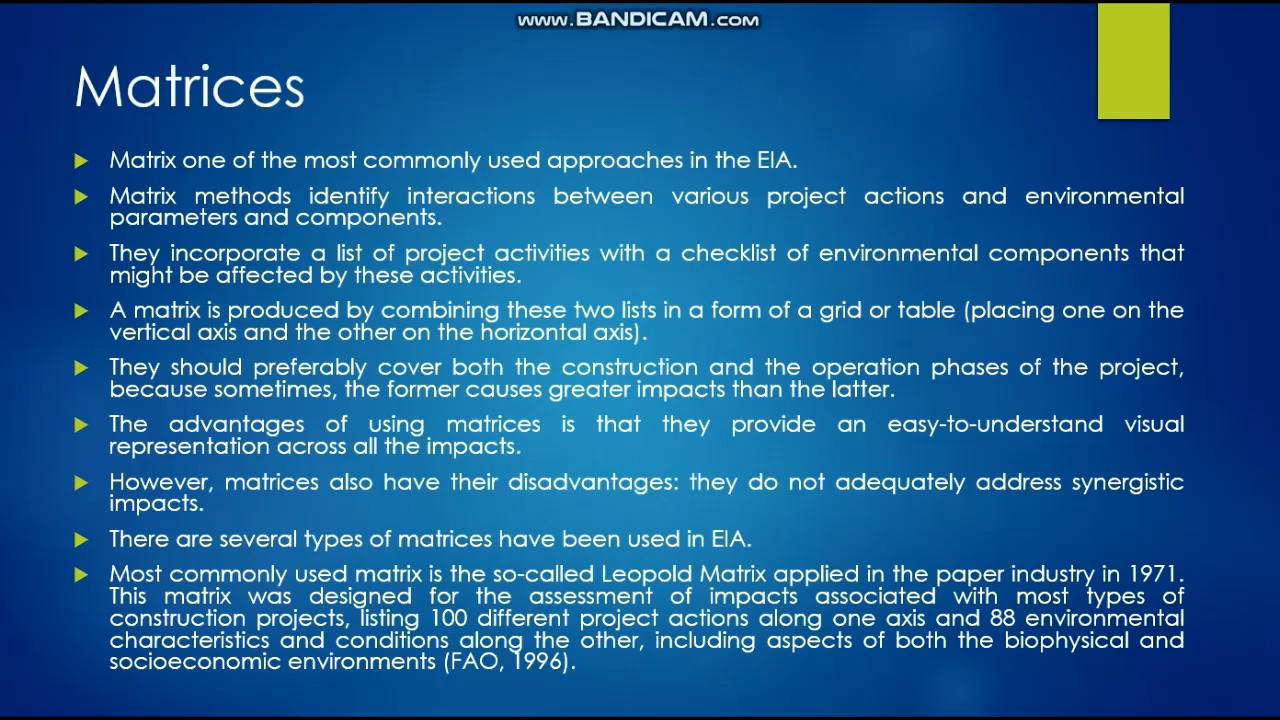 www.BANDICAM.com
Matrices
Matrix one of the most commonly used approaches in the EIA.
Matrix methods identify interactions between various project actions and environmental
parameters and components.
They incorporate a list of project activities with a checklist of environmental components that
might be affected by these activities.
A matrix is produced by combining these two lists in a form of a grid or table (placing one on the
vertical axis and the other on the horizontal axis).
They should preferably cover both the construction and the operation phases of the project,
because sometimes, the former causes greater impacts than the latter.
The advantages of using matrices is that they provide an easy-to-understand visual
representation across all the impacts.
However, matrices also have their disadvantages: they do not adequately address synergistic
impacts.
There are several types of matrices have been used in EIA.
Most commonly used matrix is the so-called Leopold Matrix applied in the paper industry in 1971.
This matrix was designed for the assessment of impacts associated with most types of
construction projects, listing 100 different project actions along one axis and 88 environmental
characteristics and conditions along the other, including aspects of both the biophysical and
socioeconomic environments (FAO, 1996).